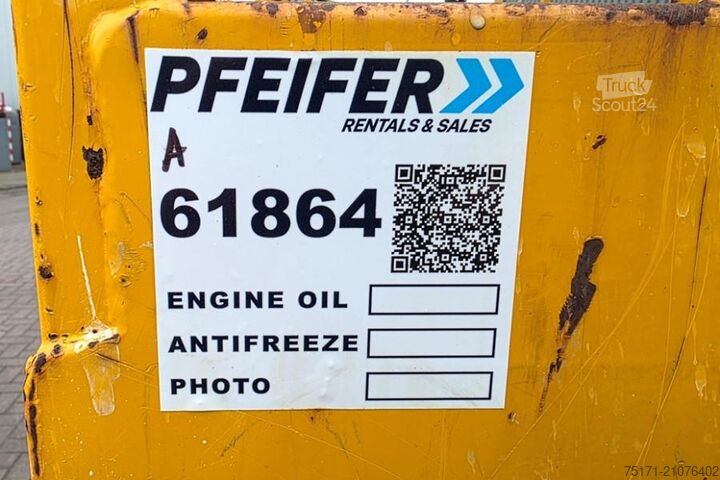 PFEIFER
RENTALS & SALES
Truck
Scout24
A
61864
ENGINE OIL
ANTIFREEZE
PHOTO
75171-21076402